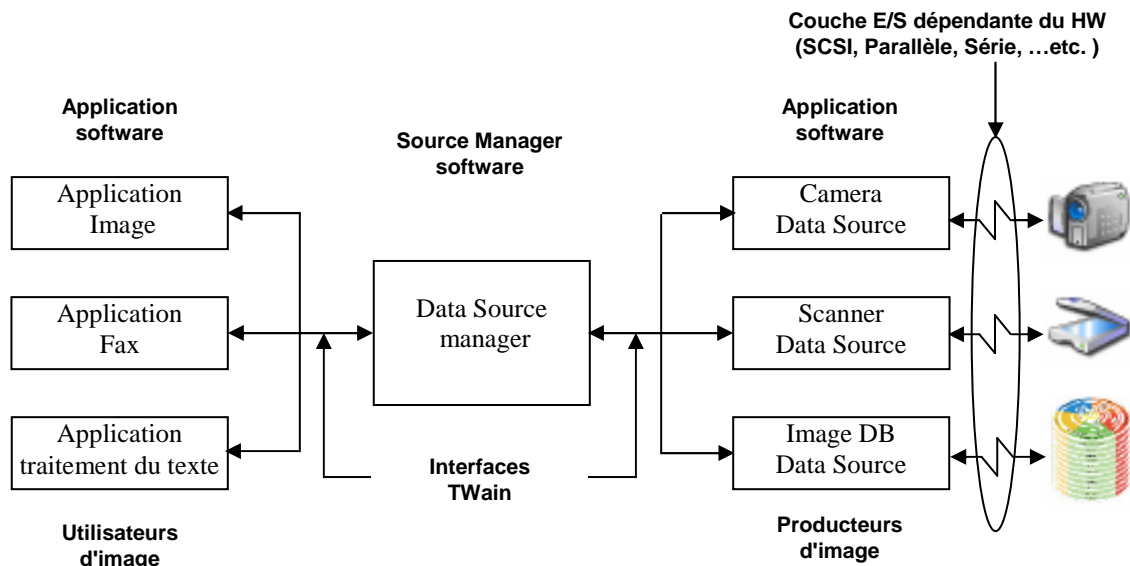 Couche E/S dépendante du HW
(SCSI, Parallèle, Série, …etc. )
Application
software
Source Manager
software
Application
software
Application
Image
Application
Fax
Application
traitement du texte
Data Source
manager
Camera
Data Source
Scanner
Data Source
Image DB
Data Source
Interfaces
TWain
Utilisateurs
d'image
Producteurs
d'image